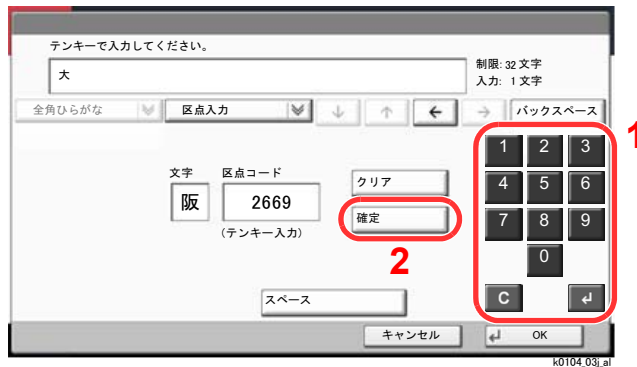 テンキーで入力してください。
大
制限: 32 文字
入力: 1 文字
全角ひらがな 区点入力 ↓ ↑ ← → バックスペース
1
1 2 3
文字 区点コード クリア
4 5 6
阪 2669 確定
7 8 9
(テンキー入力)
2
0
スペース
C ↵
キャンセル ↵ OK
k0104_03j_al